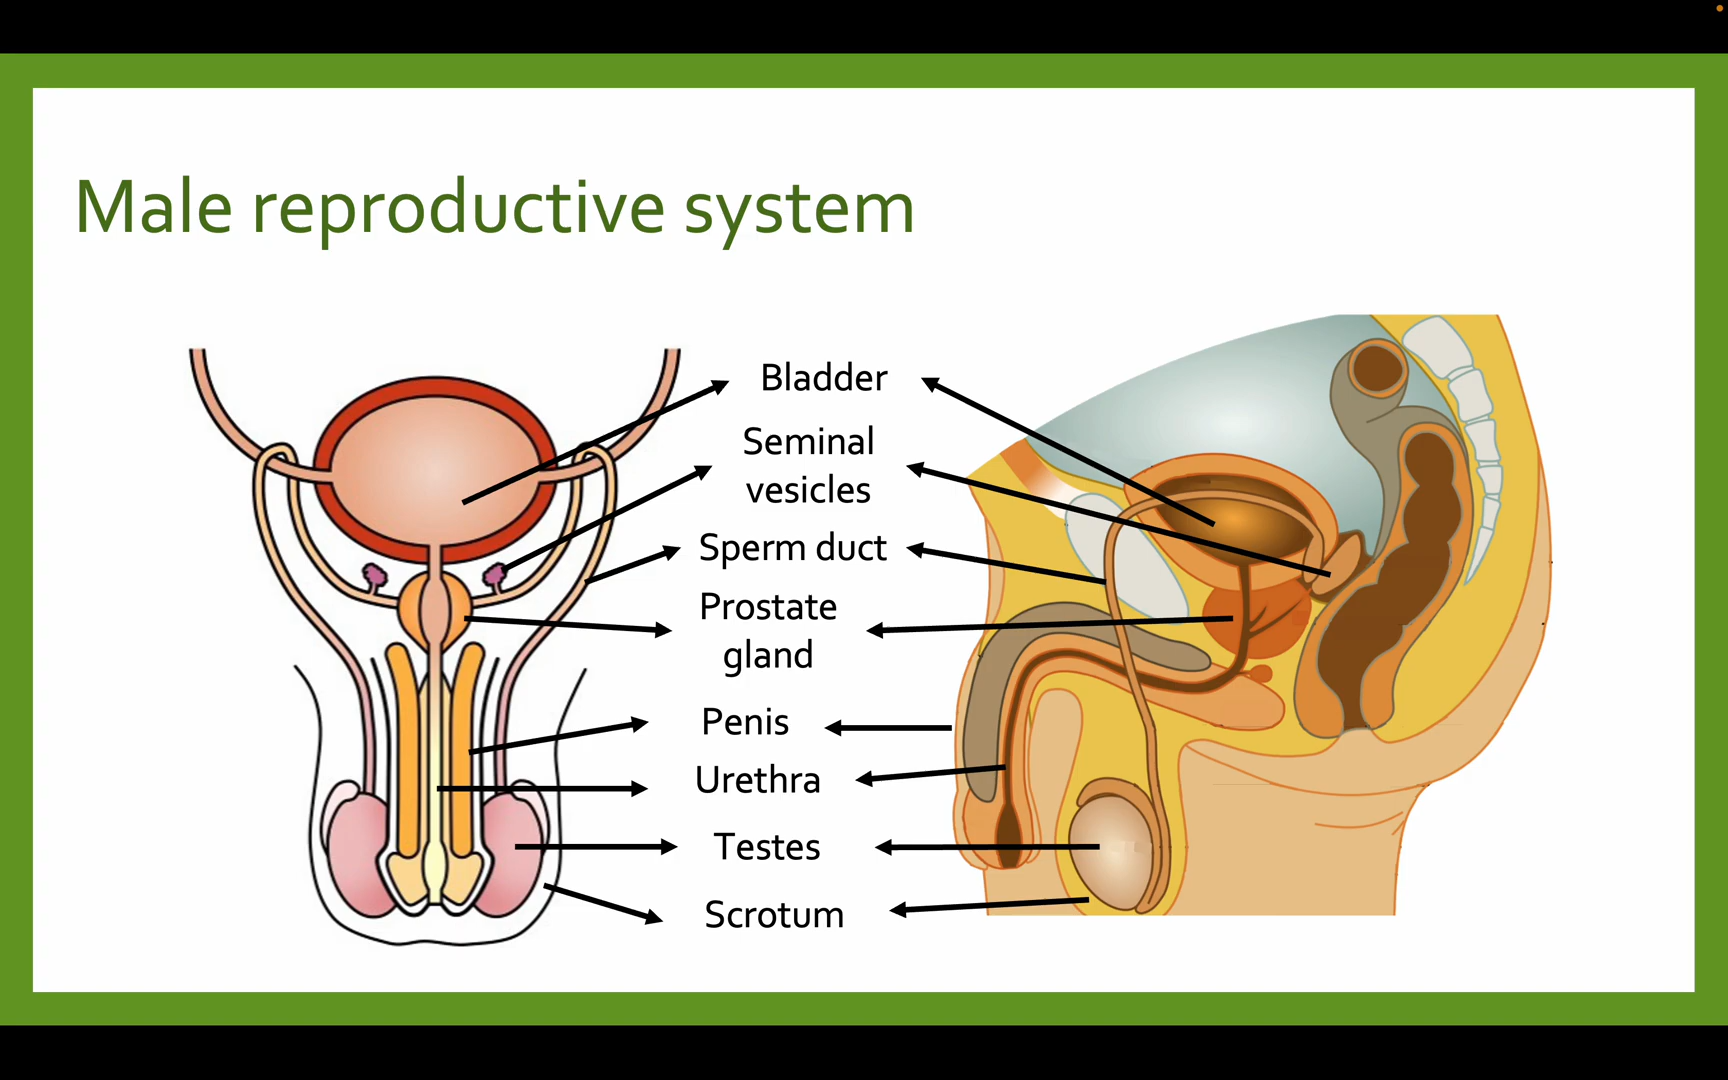 Male reproductive system
Bladder
Seminal
vesicles
Sperm duct
Prostate
gland
Penis
Urethra
Testes
Scrotum